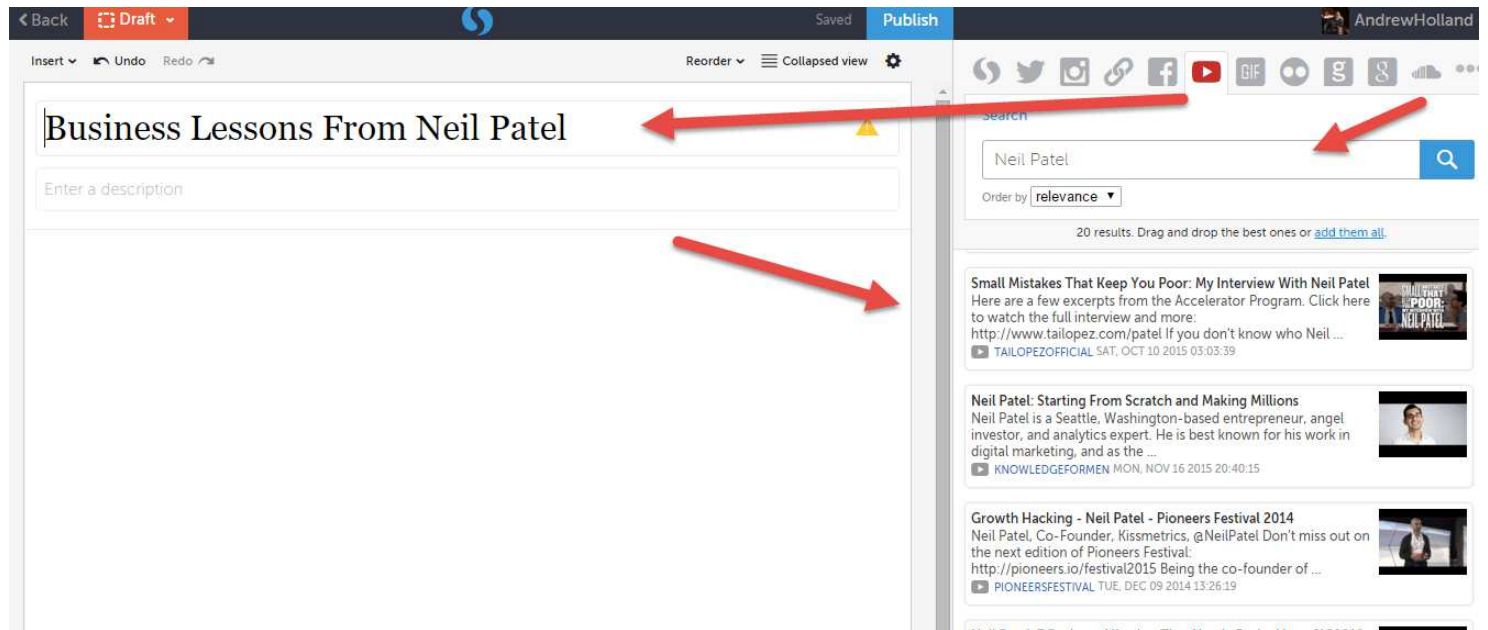 Back Draft Saved Publish AndrewHolland
Insert Undo Redo Reorder Collapsed view
GIF
Business Lessons From Neil Patel
Enter a description
Search
Neil Patel
Order by relevance
20 results. Drag and drop the best ones or add them all.
Small Mistakes That Keep You Poor: My Interview With Neil Patel
Here are a few excerpts from the Accelerator Program. Click here
to watch the full interview and more:
http://www.tailopez.com/patel If you don't know who Neil ...
TAILOPEZOFFICIAL SAT, OCT 10 2015 03:03:39
Neil Patel: Starting From Scratch and Making Millions
Neil Patel is a Seattle, Washington-based entrepreneur, angel
investor, and analytics expert. He is best known for his work in
digital marketing, and as the ...
KNOWLEDGEFORMEN MON, NOV 16 2015 20:40:15
Growth Hacking - Neil Patel - Pioneers Festival 2014
Neil Patel, Co-Founder, Kissmetrics, @NeilPatel Don't miss out on
the next edition of Pioneers Festival:
http://pioneers.io/festival2015 Being the co-founder of ...
PIONEERSFESTIVAL TUE, DEC 09 2014 13:26:19